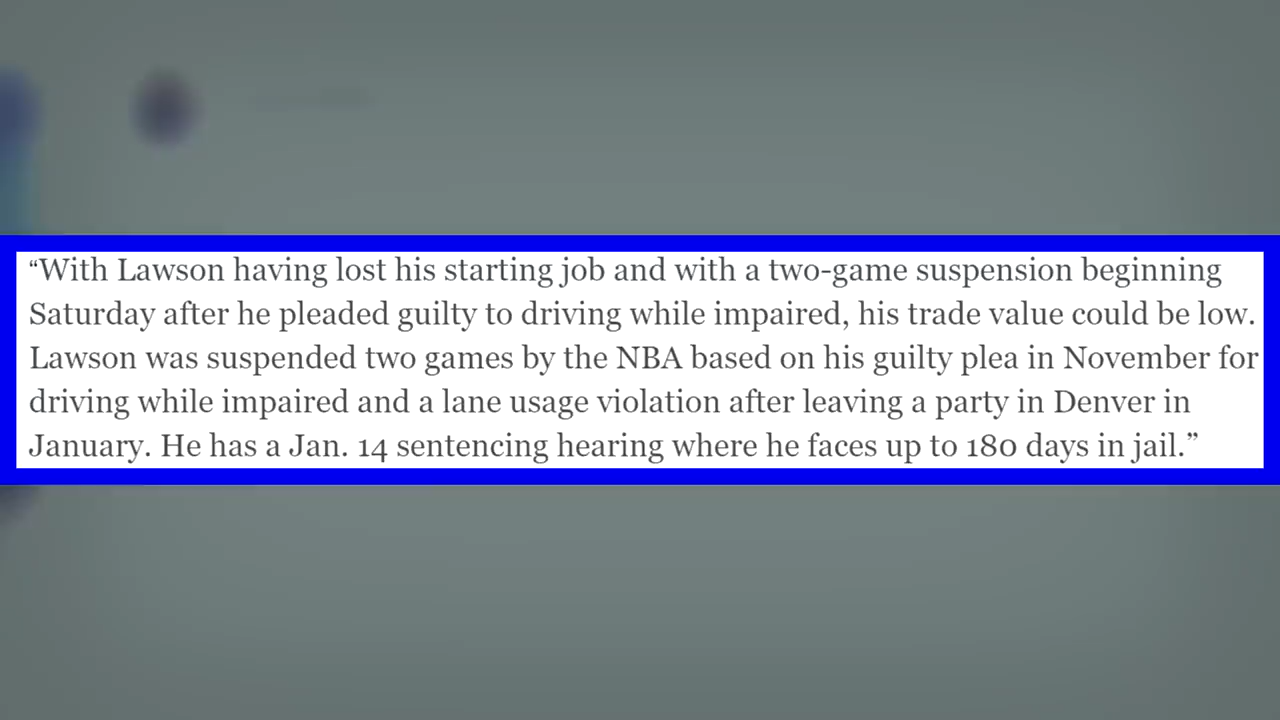 “With Lawson having lost his starting job and with a two-game suspension beginning
Saturday after he pleaded guilty to driving while impaired, his trade value could be low.
Lawson was suspended two games by the NBA based on his guilty plea in November for
driving while impaired and a lane usage violation after leaving a party in Denver in
January. He has a Jan. 14 sentencing hearing where he faces up to 180 days in jail.”